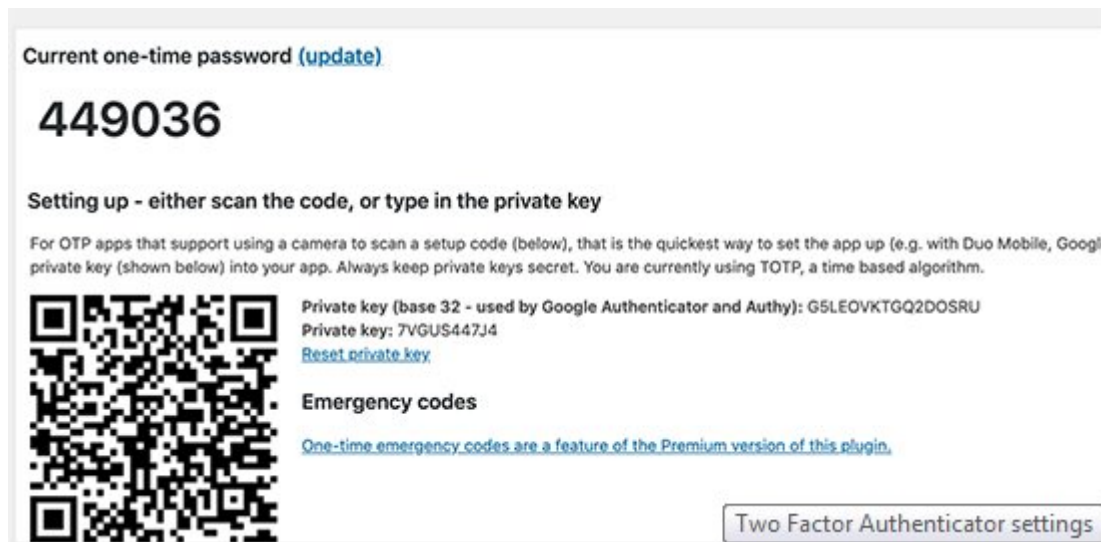 Current one-time password (update)
449036
Setting up - either scan the code, or type in the private key
For OTP apps that support using a camera to scan a setup code (below), that is the quickest way to set the app up (e.g. with Duo Mobile, Googl
private key (shown below) into your app. Always keep private keys secret. You are currently using TOTP, a time based algorithm.
Private key (base 32 - used by Google Authenticator and Authy): G5LEOVKTGQ2DOSRU
Private key: 7VGUS447J4
Reset private key
Emergency codes
One-time emergency codes are a feature of the Premium version of this plugin.
Two Factor Authenticator settings